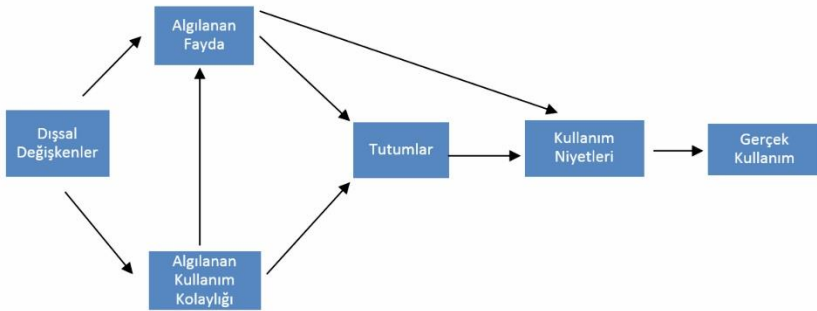 Algılanan
Fayda
Dışsal
Değişkenler
Tutumlar
Kullanım
Niyetleri
Gerçek
Kullanım
Algılanan
Kullanım
Kolaylığı